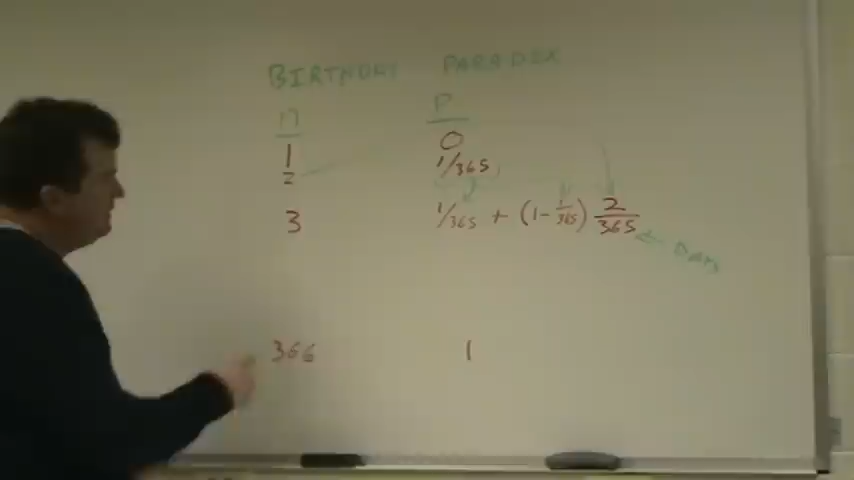 BIRTHDAY PARADOX
n P
1 0
2 1/365
3 1/365 + (1 - 1/365) 2/365
← DAYS
366 1